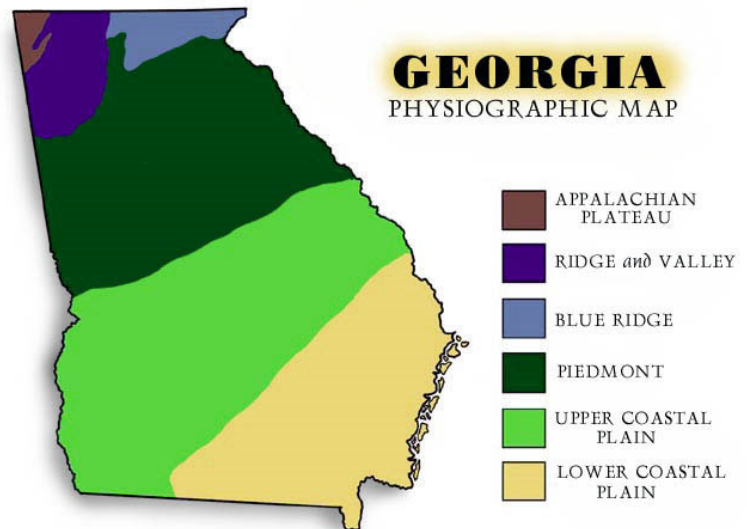 GEORGIA
PHYSIOGRAPHIC MAP
APPALACHIAN
PLATEAU
RIDGE and VALLEY
BLUE RIDGE
PIEDMONT
UPPER COASTAL
PLAIN
LOWER COASTAL
PLAIN